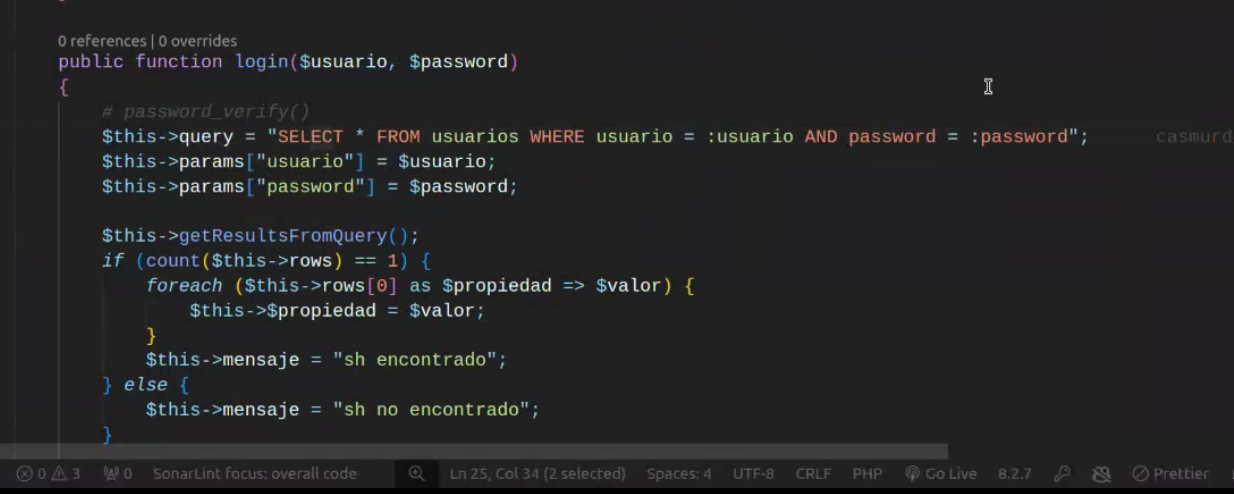 0 references | 0 overrides
public function login($usuario, $password)
{
# password_verify()
$this->query = "SELECT * FROM usuarios WHERE usuario = :usuario AND password = :password"; casmurd
$this->params["usuario"] = $usuario;
$this->params["password"] = $password;
$this->getResultsFromQuery();
if (count($this->rows) == 1) {
foreach ($this->rows[0] as $propiedad => $valor) {
$this->$propiedad = $valor;
}
$this->mensaje = "sh encontrado";
} else {
$this->mensaje = "sh no encontrado";
}
0 3 0 SonarLint focus: overall code Ln 25, Col 34 (2 selected) Spaces: 4 UTF-8 CRLF PHP Go Live 8.2.7 Prettier